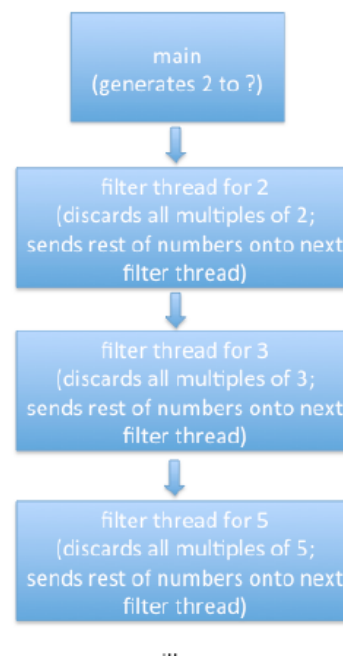 main
(generates 2 to ?)
filter thread for 2
(discards all multiples of 2;
sends rest of numbers onto next
filter thread)
filter thread for 3
(discards all multiples of 3;
sends rest of numbers onto next
filter thread)
filter thread for 5
(discards all multiples of 5;
sends rest of numbers onto next
filter thread)